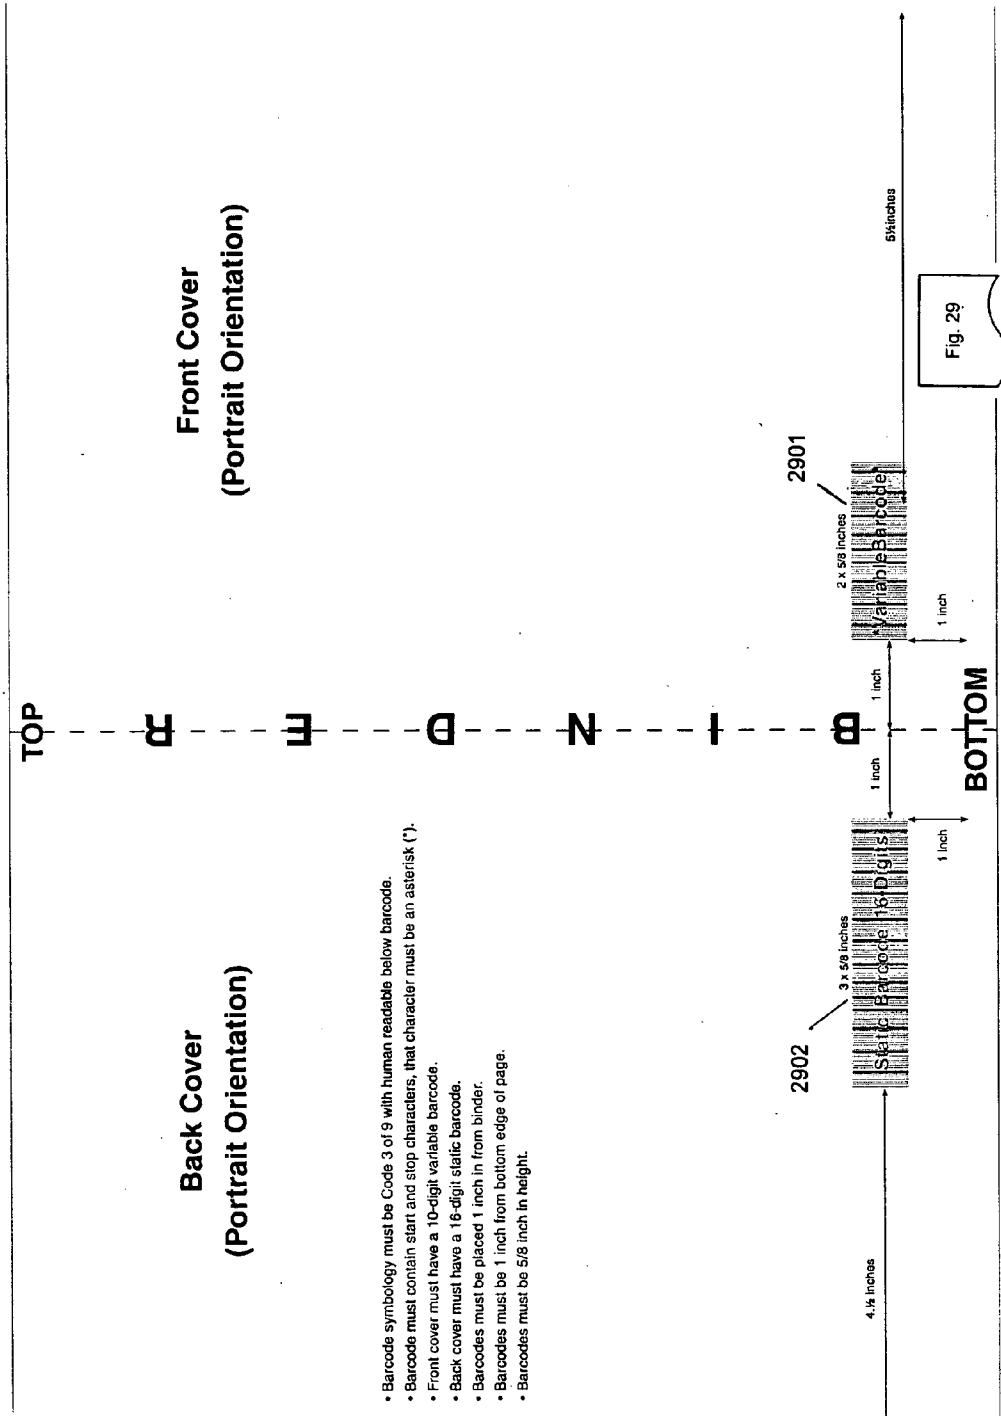 TOP
Back Cover
(Portrait Orientation)
Front Cover
(Portrait Orientation)
• Barcode symbology must be Code 3 of 9 with human readable below barcode.
• Barcode must contain start and stop characters, that character must be an asterisk (*).
• Front cover must have a 10-digit variable barcode.
• Back cover must have a 16-digit static barcode.
• Barcodes must be placed 1 inch in from binder.
• Barcodes must be 1 inch from bottom edge of page.
• Barcodes must be 5/8 inch in height.
B I N D E R
2902
3 x 5/8 inches
Static Barcode 16-Digits
4.½ inches
1 inch
1 inch
2901
2 x 5/8 inches
*VariableBarcode*
5½inches
1 inch
1 inch
BOTTOM
Fig. 29